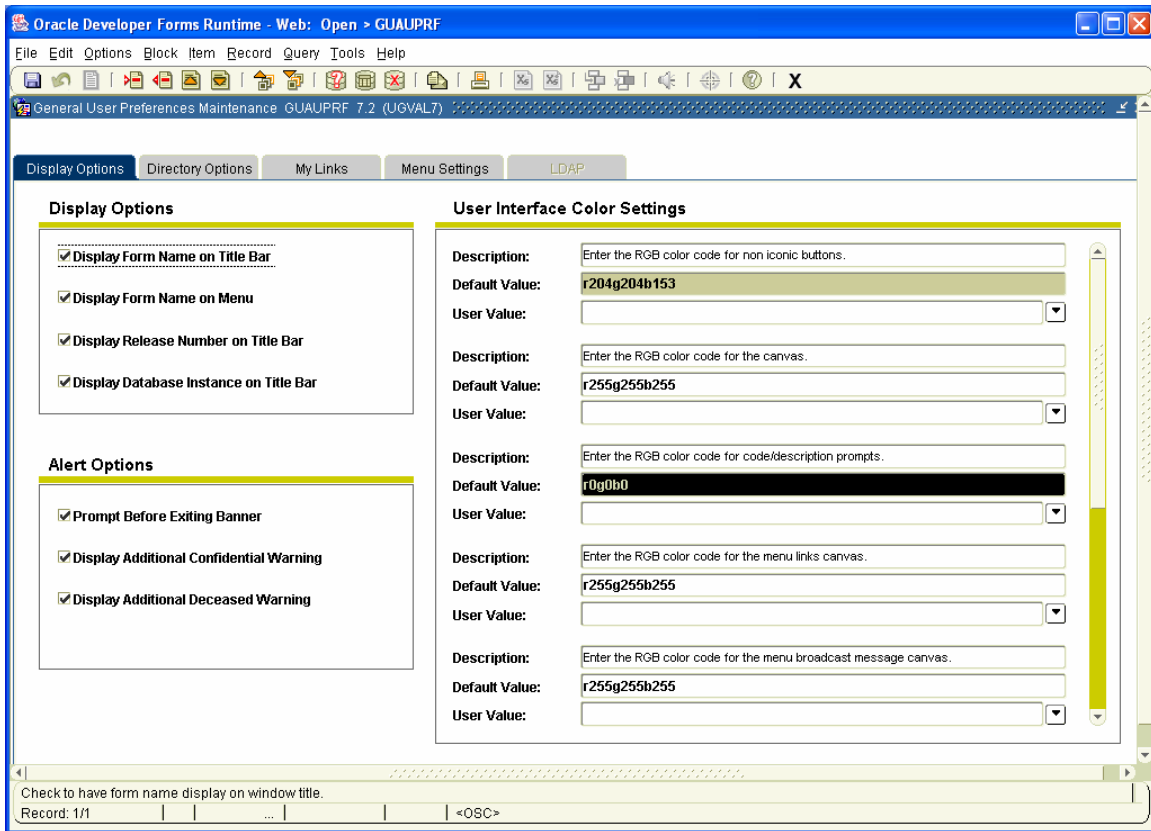 Oracle Developer Forms Runtime - Web: Open > GUAUPRF
File Edit Options Block Item Record Query Tools Help
General User Preferences Maintenance GUAUPRF 7.2 (UGVAL7)
Display Options Directory Options My Links Menu Settings LDAP
Display Options
Display Form Name on Title Bar
Display Form Name on Menu
Display Release Number on Title Bar
Display Database Instance on Title Bar
Alert Options
Prompt Before Exiting Banner
Display Additional Confidential Warning
Display Additional Deceased Warning
User Interface Color Settings
Description: Enter the RGB color code for non iconic buttons.
Default Value: r204g204b153
User Value:
Description: Enter the RGB color code for the canvas.
Default Value: r255g255b255
User Value:
Description: Enter the RGB color code for code/description prompts.
Default Value: r0g0b0
User Value:
Description: Enter the RGB color code for the menu links canvas.
Default Value: r255g255b255
User Value:
Description: Enter the RGB color code for the menu broadcast message canvas.
Default Value: r255g255b255
User Value:
Check to have form name display on window title.
Record: 1/1 ... <OSC>